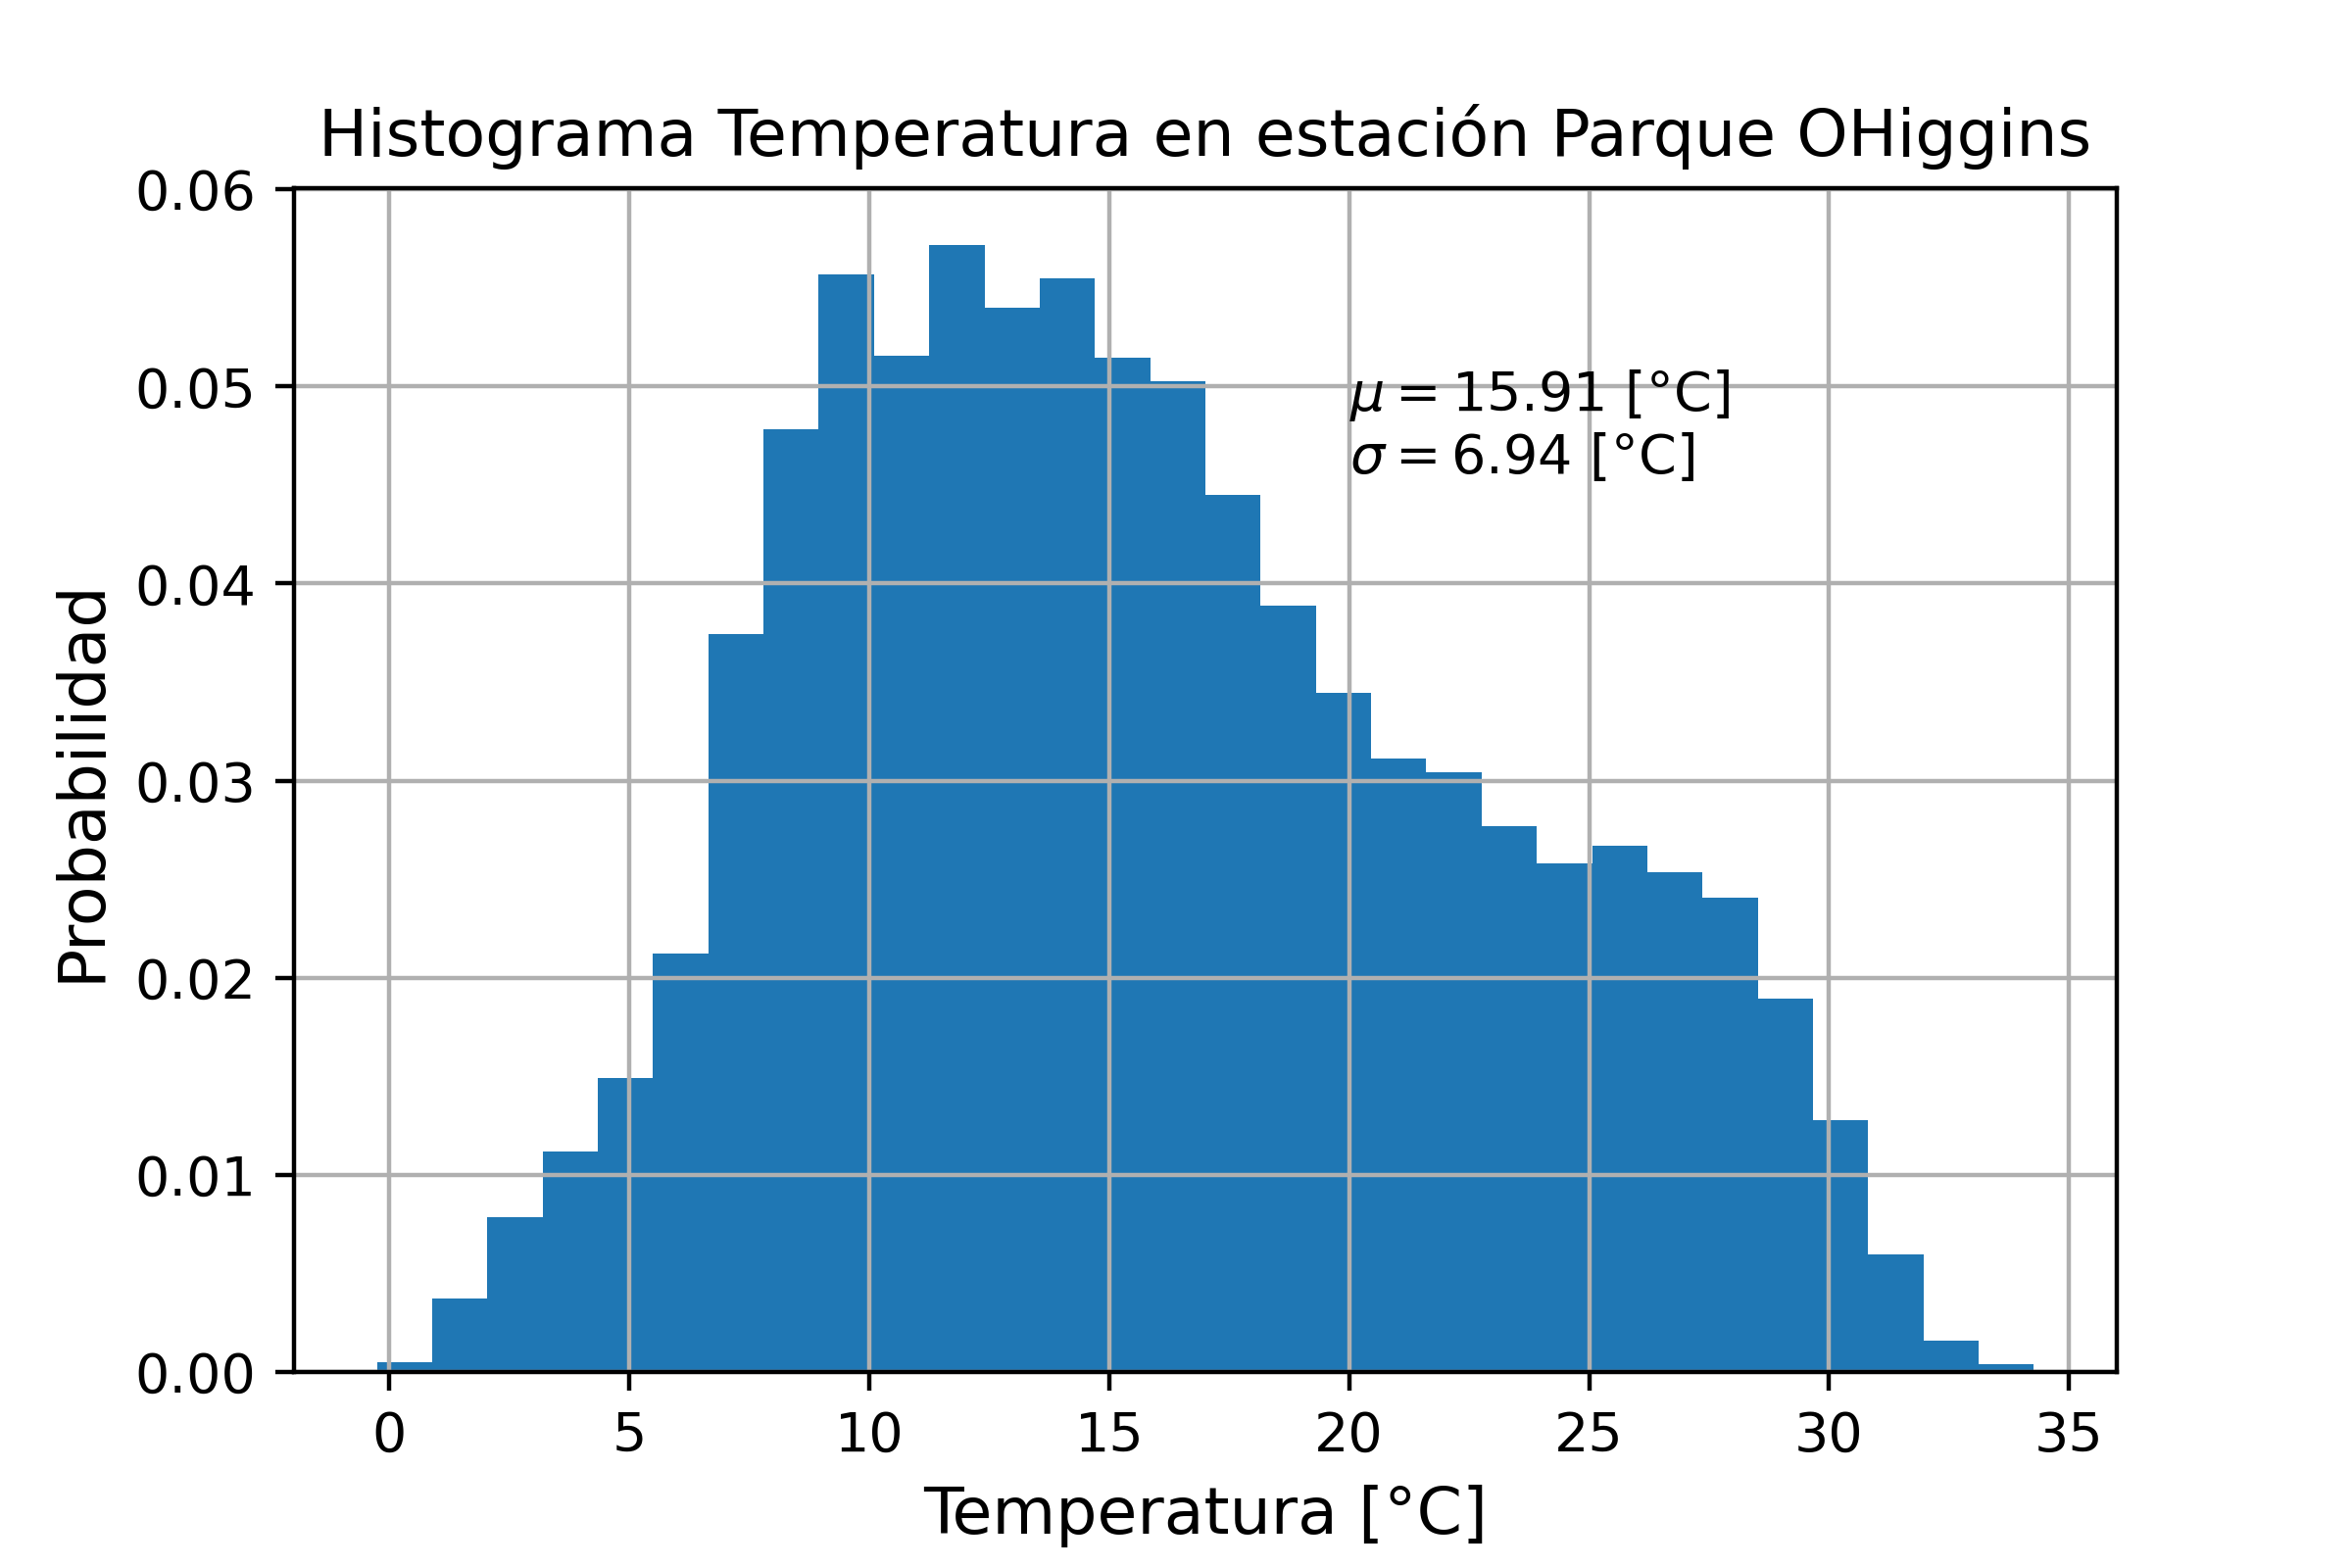 Histograma Temperatura en estación Parque OHiggins
0.06
0.05
0.04
0.03
0.02
0.01
0.00
Probabilidad
μ = 15.91 [°C]
σ = 6.94 [°C]
0 5 10 15 20 25 30 35
Temperatura [°C]